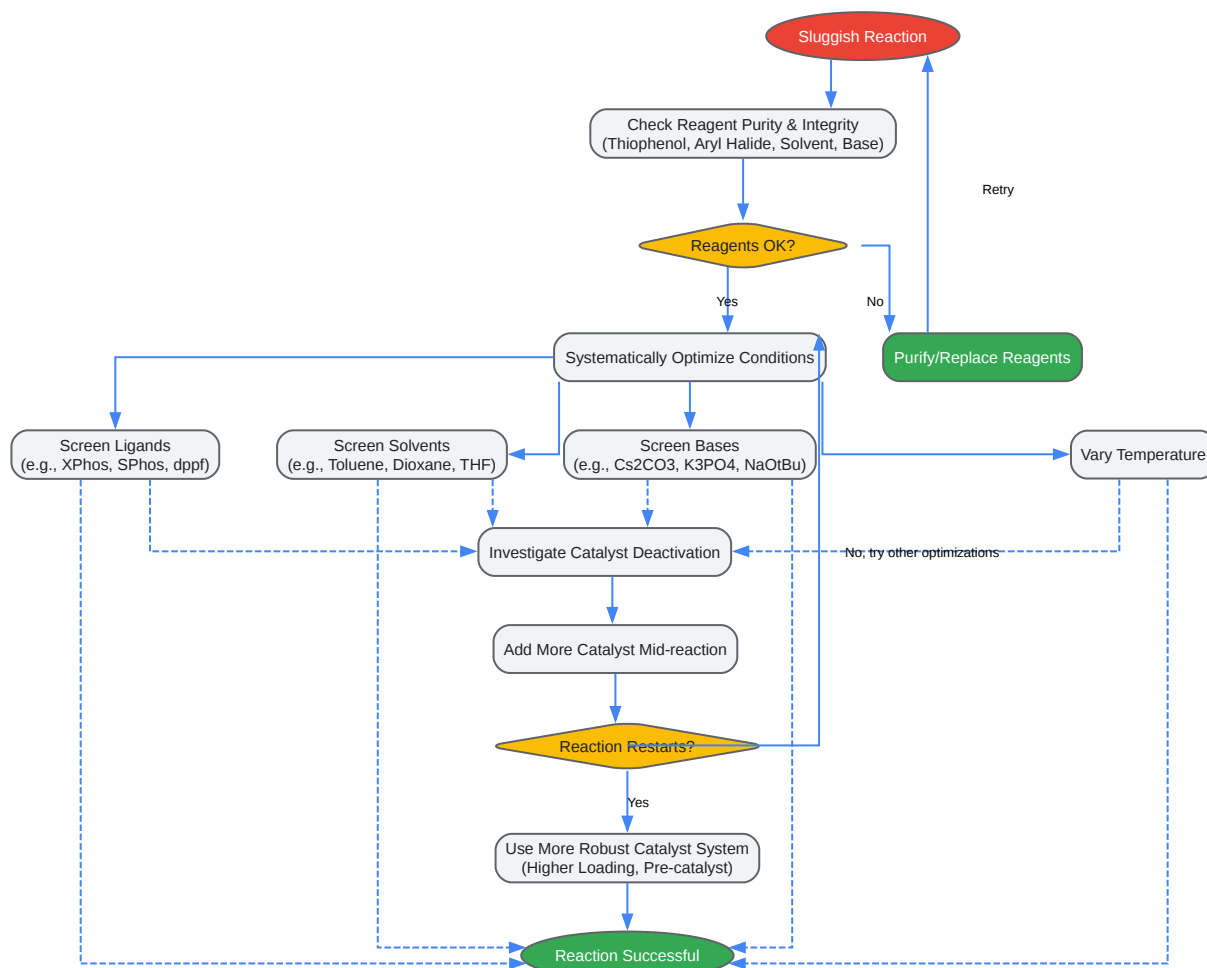 Sluggish Reaction
Check Reagent Purity & Integrity
(Thiophenol, Aryl Halide, Solvent, Base)
Retry
Reagents OK?
Yes
No
Systematically Optimize Conditions
Purify/Replace Reagents
Screen Ligands
(e.g., XPhos, SPhos, dppf)
Screen Solvents
(e.g., Toluene, Dioxane, THF)
Screen Bases
(e.g., Cs2CO3, K3PO4, NaOtBu)
Vary Temperature
Investigate Catalyst Deactivation
No, try other optimizations
Add More Catalyst Mid-reaction
Reaction Restarts?
Yes
Use More Robust Catalyst System
(Higher Loading, Pre-catalyst)
Reaction Successful